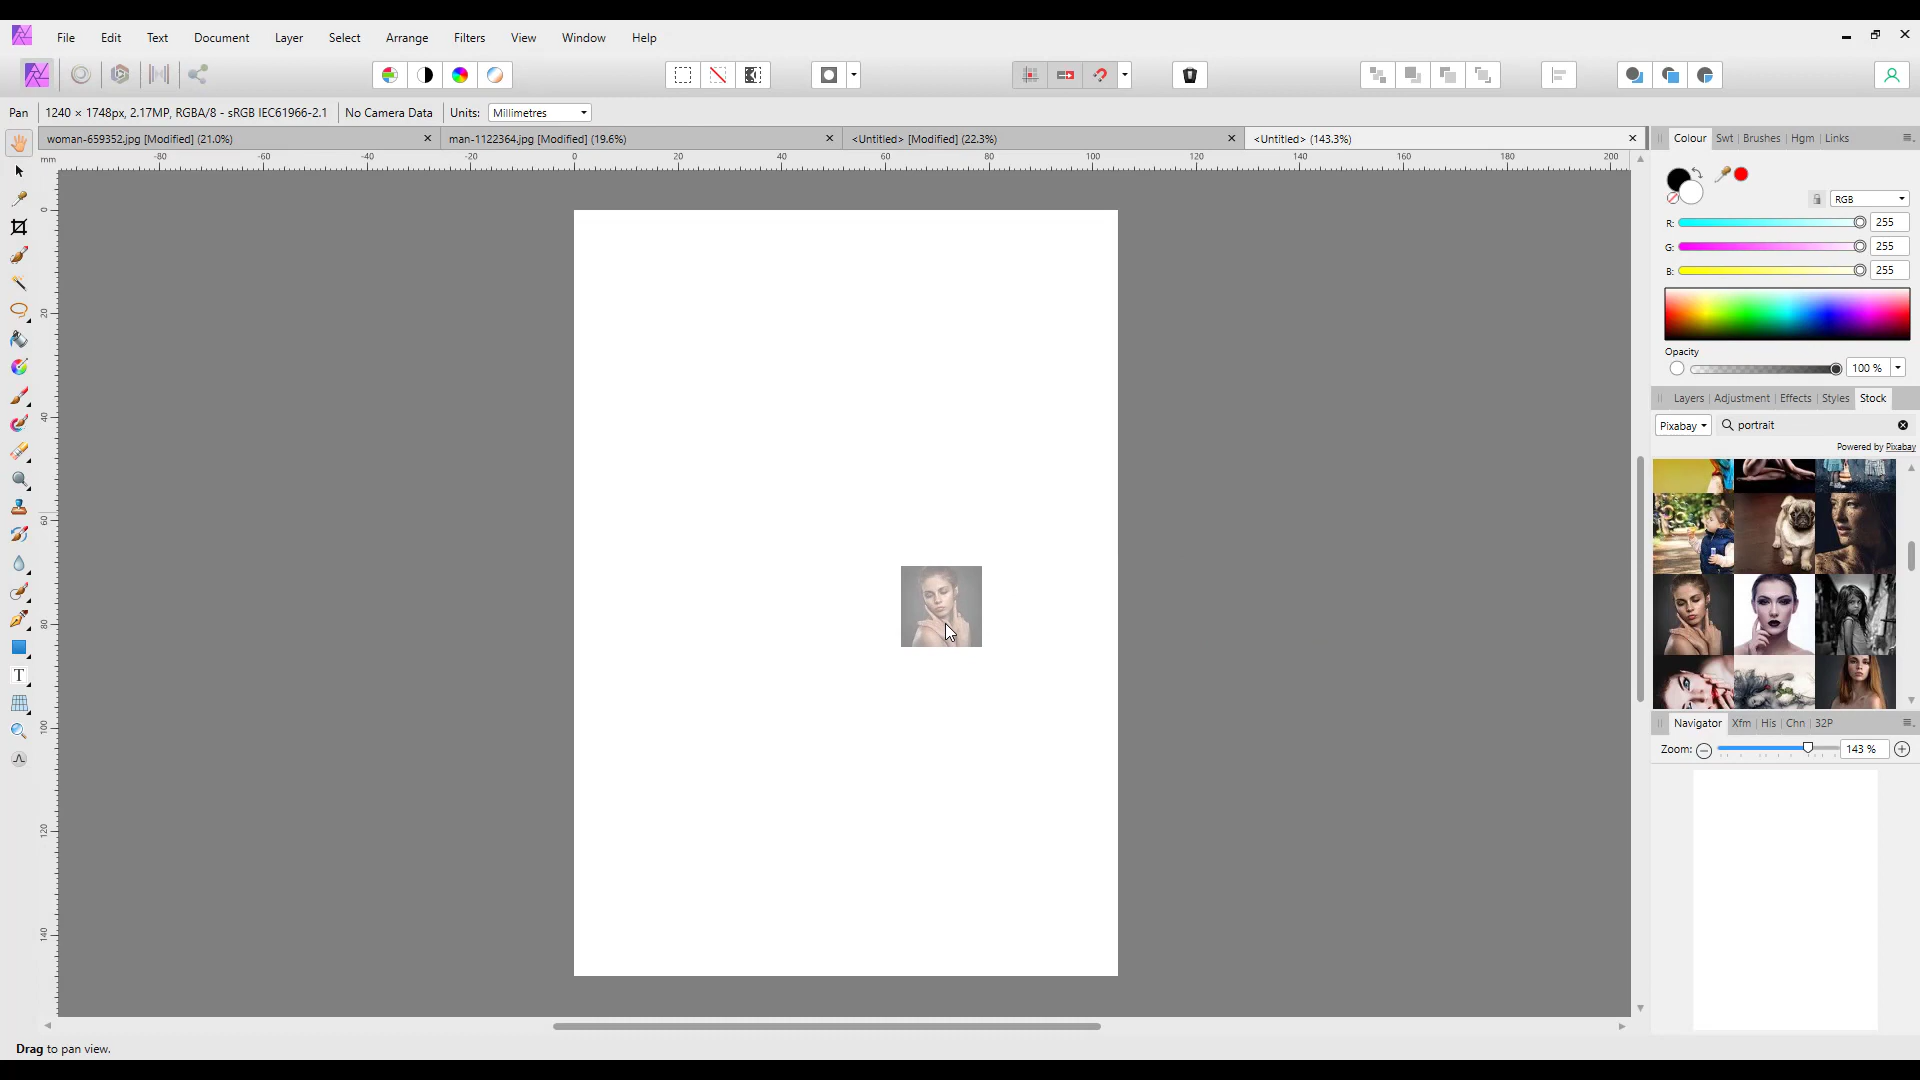 File Edit Text Document Layer Select Arrange Filters View Window Help
Pan 1240 × 1748px, 2.17MP, RGBA/8 - sRGB IEC61966-2.1 No Camera Data Units: Millimetres
woman-659352.jpg [Modified] (21.0%) man-1122364.jpg [Modified] (19.6%) <Untitled> [Modified] (22.3%) <Untitled> (143.3%)
Colour Swt Brushes Hgm Links
mm -80 -60 -40 -20 0 20 40 60 80 100 120 140 160 180 200
0
20
40
60
80
100
120
140
RGB
R: 255
G: 255
B: 255
Opacity
100 %
Layers Adjustment Effects Styles Stock
Pixabay portrait
Powered by Pixabay
T
Navigator Xfm His Chn 32P
Zoom: 143 %
Drag to pan view.